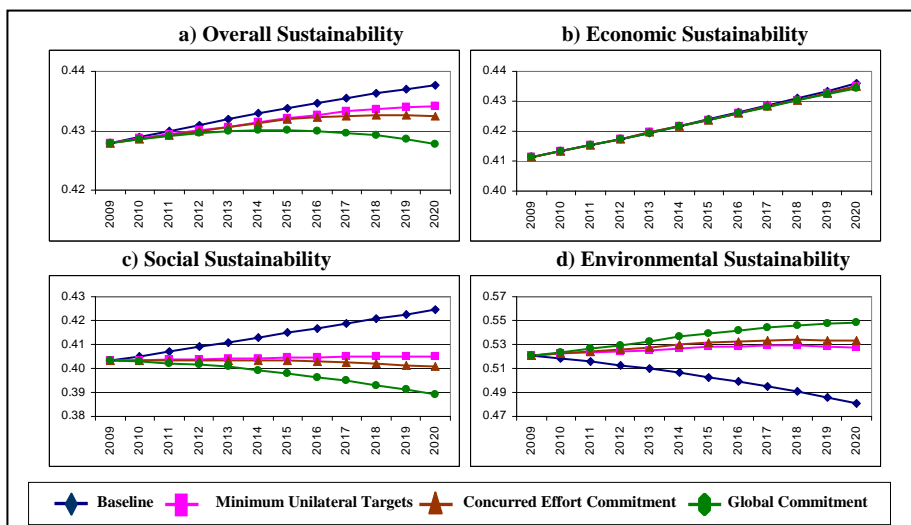 a) Overall Sustainability
0.44
0.43
0.42
2009 2010 2011 2012 2013 2014 2015 2016 2017 2018 2019 2020
b) Economic Sustainability
0.44
0.43
0.42
0.41
0.40
2009 2010 2011 2012 2013 2014 2015 2016 2017 2018 2019 2020
c) Social Sustainability
0.43
0.42
0.41
0.40
0.39
0.38
2009 2010 2011 2012 2013 2014 2015 2016 2017 2018 2019 2020
d) Environmental Sustainability
0.57
0.55
0.53
0.51
0.49
0.47
2009 2010 2011 2012 2013 2014 2015 2016 2017 2018 2019 2020
Baseline Minimum Unilateral Targets Concurred Effort Commitment Global Commitment